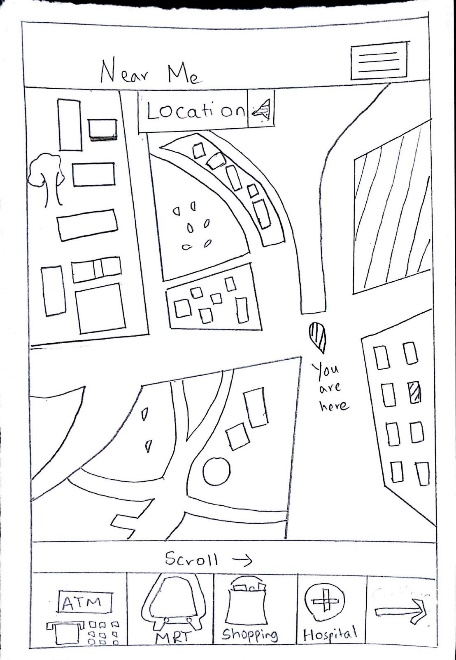 Near Me
Location
You
are
here
Scroll →
ATM
MRT
Shopping
Hospital